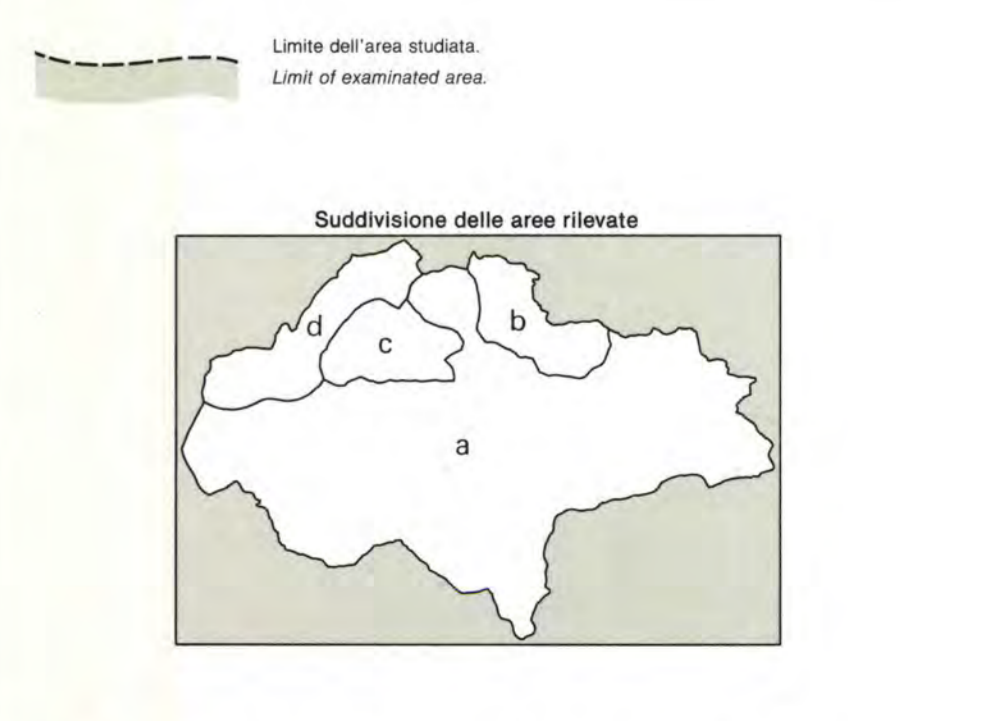 Limite dell'area studiata.
Limit of examinated area.
Suddivisione delle aree rilevate
d
b
c
a